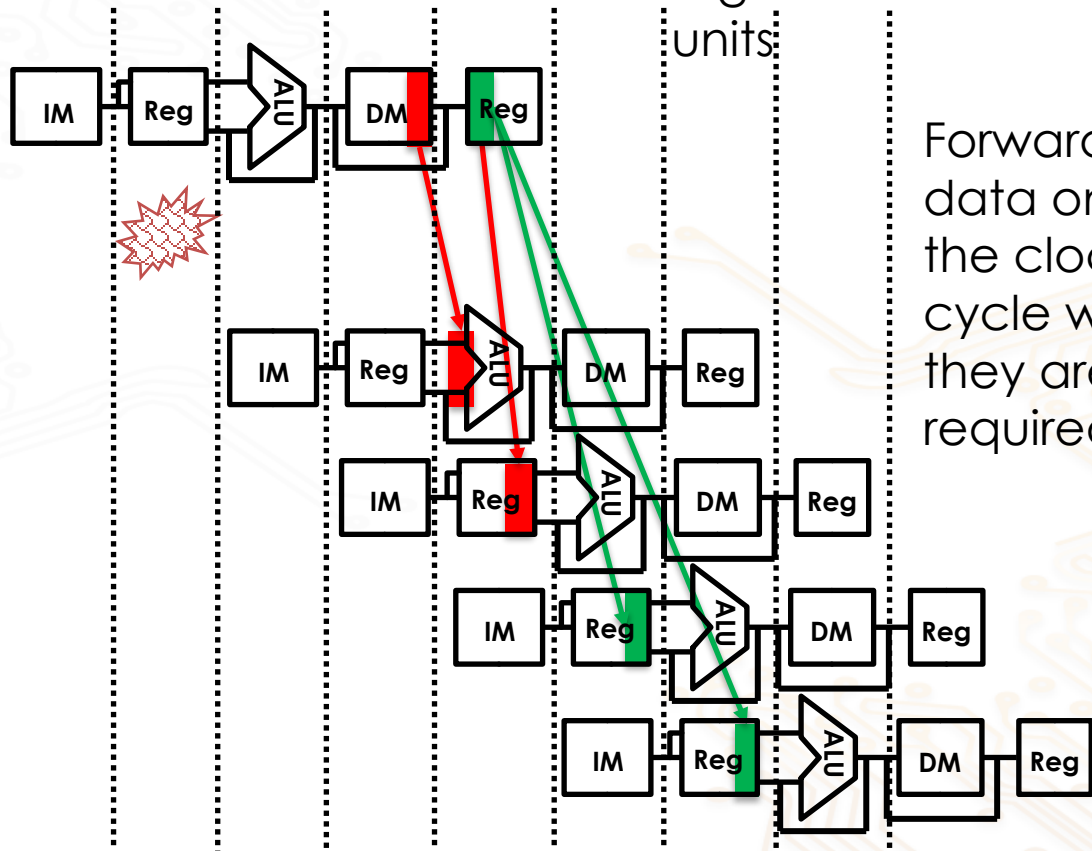 units
IM Reg ALU DM Reg
Forward
data or
the cloc
cycle w
they are
require
IM Reg ALU DM Reg
IM Reg ALU DM Reg
IM Reg ALU DM Reg
IM Reg ALU DM Reg